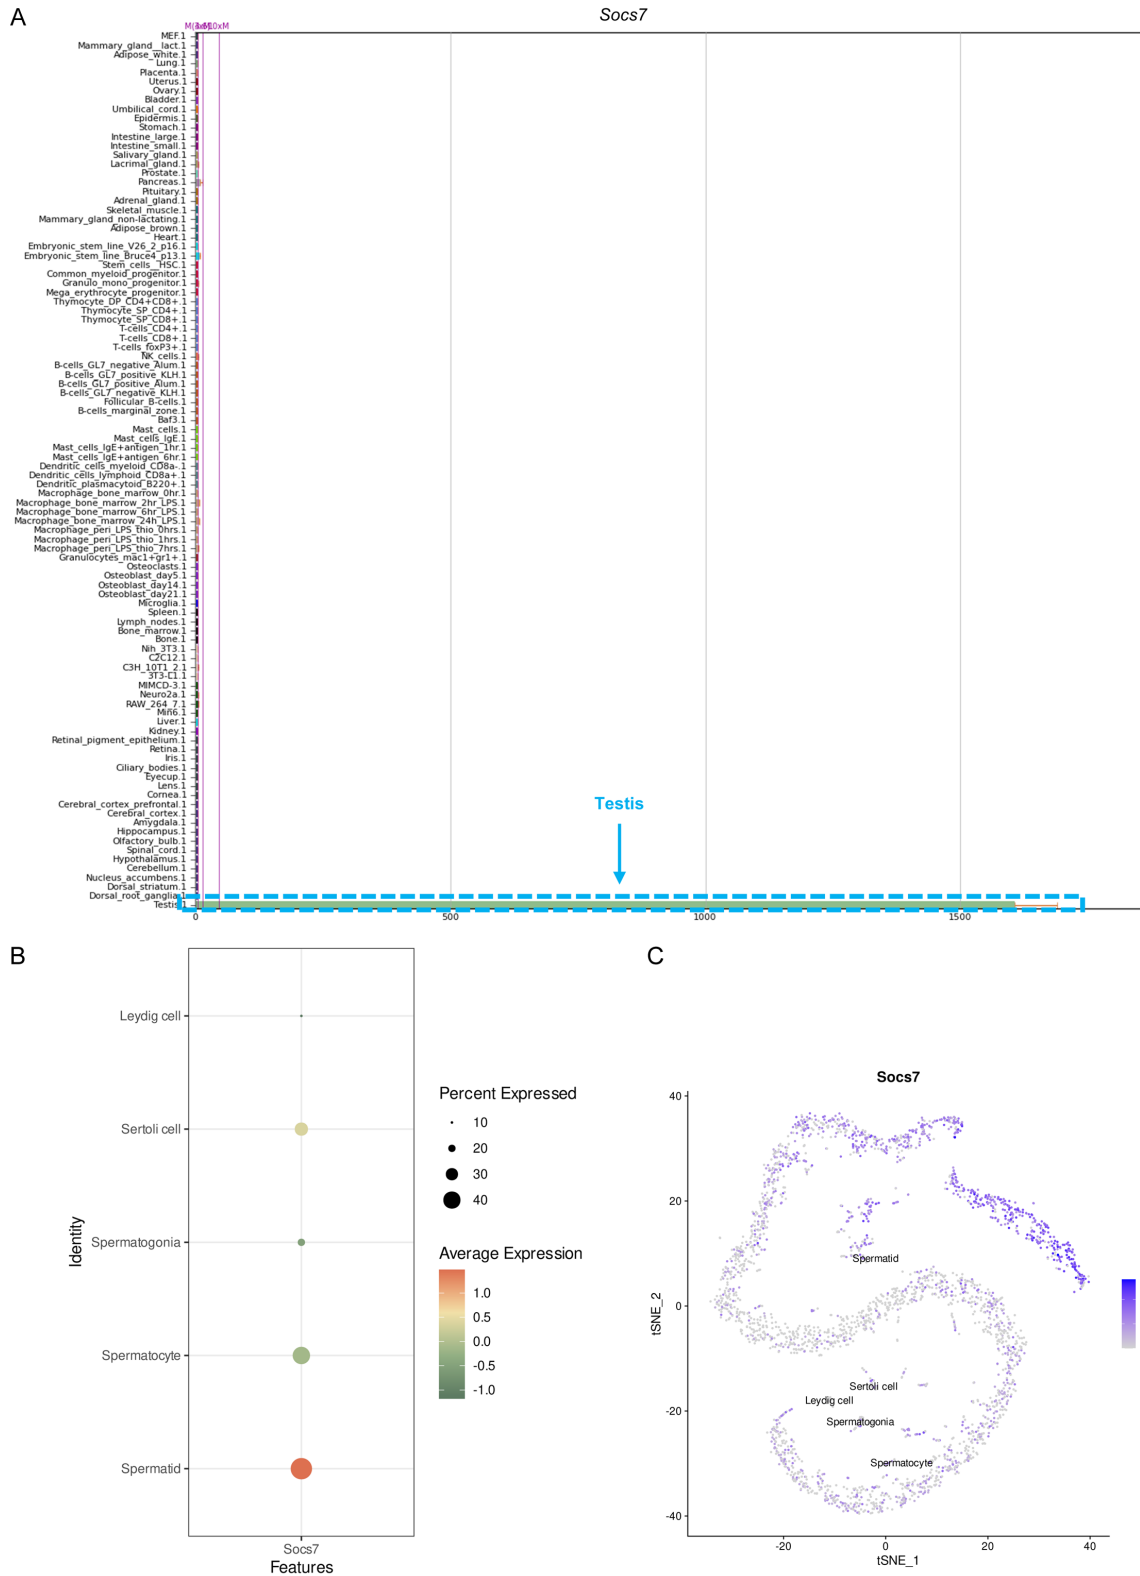 A
Socs7
MEF.1
Mammary_gland__lact.1
Adipose_white.1
Lung.1
Placenta.1
Uterus.1
Ovary.1
Bladder.1
Umbilical_cord.1
Epidermis.1
Stomach.1
Intestine_large.1
Intestine_small.1
Salivary_gland.1
Lacrimal_gland.1
Prostate.1
Pancreas.1
Pituitary.1
Adrenal_gland.1
Skeletal_muscle.1
Mammary_gland_non-lactating.1
Adipose_brown.1
Heart.1
Embryonic_stem_line_V26_2_p16.1
Embryonic_stem_line_Bruce4_p13.1
Stem_cells__HSC.1
Common_myeloid_progenitor.1
Granulo_mono_progenitor.1
Mega_erythrocyte_progenitor.1
Thymocyte_DP_CD4+CD8+.1
Thymocyte_SP_CD4+.1
Thymocyte_SP_CD8+.1
T-cells_CD4+.1
T-cells_CD8+.1
T-cells_foxP3+.1
NK_cells.1
B-cells_GL7_negative_Alum.1
B-cells_GL7_positive_KLH.1
B-cells_GL7_positive_Alum.1
B-cells_GL7_negative_KLH.1
Follicular_B-cells.1
B-cells_marginal_zone.1
Baf3.1
Mast_cells.1
Mast_cells_IgE.1
Mast_cells_IgE+antigen_1hr.1
Mast_cells_IgE+antigen_6hr.1
Dendritic_cells_myeloid_CD8a-.1
Dendritic_cells_lymphoid_CD8a+.1
Dendritic_plasmacytoid_B220+.1
Macrophage_bone_marrow_0hr.1
Macrophage_bone_marrow_2hr_LPS.1
Macrophage_bone_marrow_6hr_LPS.1
Macrophage_bone_marrow_24h_LPS.1
Macrophage_peri_LPS_thio_0hrs.1
Macrophage_peri_LPS_thio_1hrs.1
Macrophage_peri_LPS_thio_7hrs.1
Granulocytes_mac1+gr1+.1
Osteoclasts.1
Osteoblast_day5.1
Osteoblast_day14.1
Osteoblast_day21.1
Microglia.1
Spleen.1
Lymph_nodes.1
Bone_marrow.1
Bone.1
Nih_3T3.1
C2C12.1
C3H_10T1_2.1
3T3-L1.1
MIMCD-3.1
Neuro2a.1
RAW_264_7.1
Min6.1
Liver.1
Kidney.1
Retinal_pigment_epithelium.1
Retina.1
Iris.1
Ciliary_bodies.1
Eyecup.1
Lens.1
Cornea.1
Cerebral_cortex_prefrontal.1
Cerebral_cortex.1
Amygdala.1
Hippocampus.1
Olfactory_bulb.1
Spinal_cord.1
Hypothalamus.1
Cerebellum.1
Nucleus_accumbens.1
Dorsal_striatum.1
Dorsal_root_ganglia.1
Testis.1
Testis
0 500 1000 1500
B
Leydig cell
Sertoli cell
Spermatogonia
Spermatocyte
Spermatid
Identity
Socs7
Features
Percent Expressed
10
20
30
40
Average Expression
1.0
0.5
0.0
-0.5
-1.0
C
Socs7
40
20
0
-20
-40
tSNE_2
Spermatid
Sertoli cell
Leydig cell
Spermatogonia
Spermatocyte
-20 0 20 40
tSNE_1